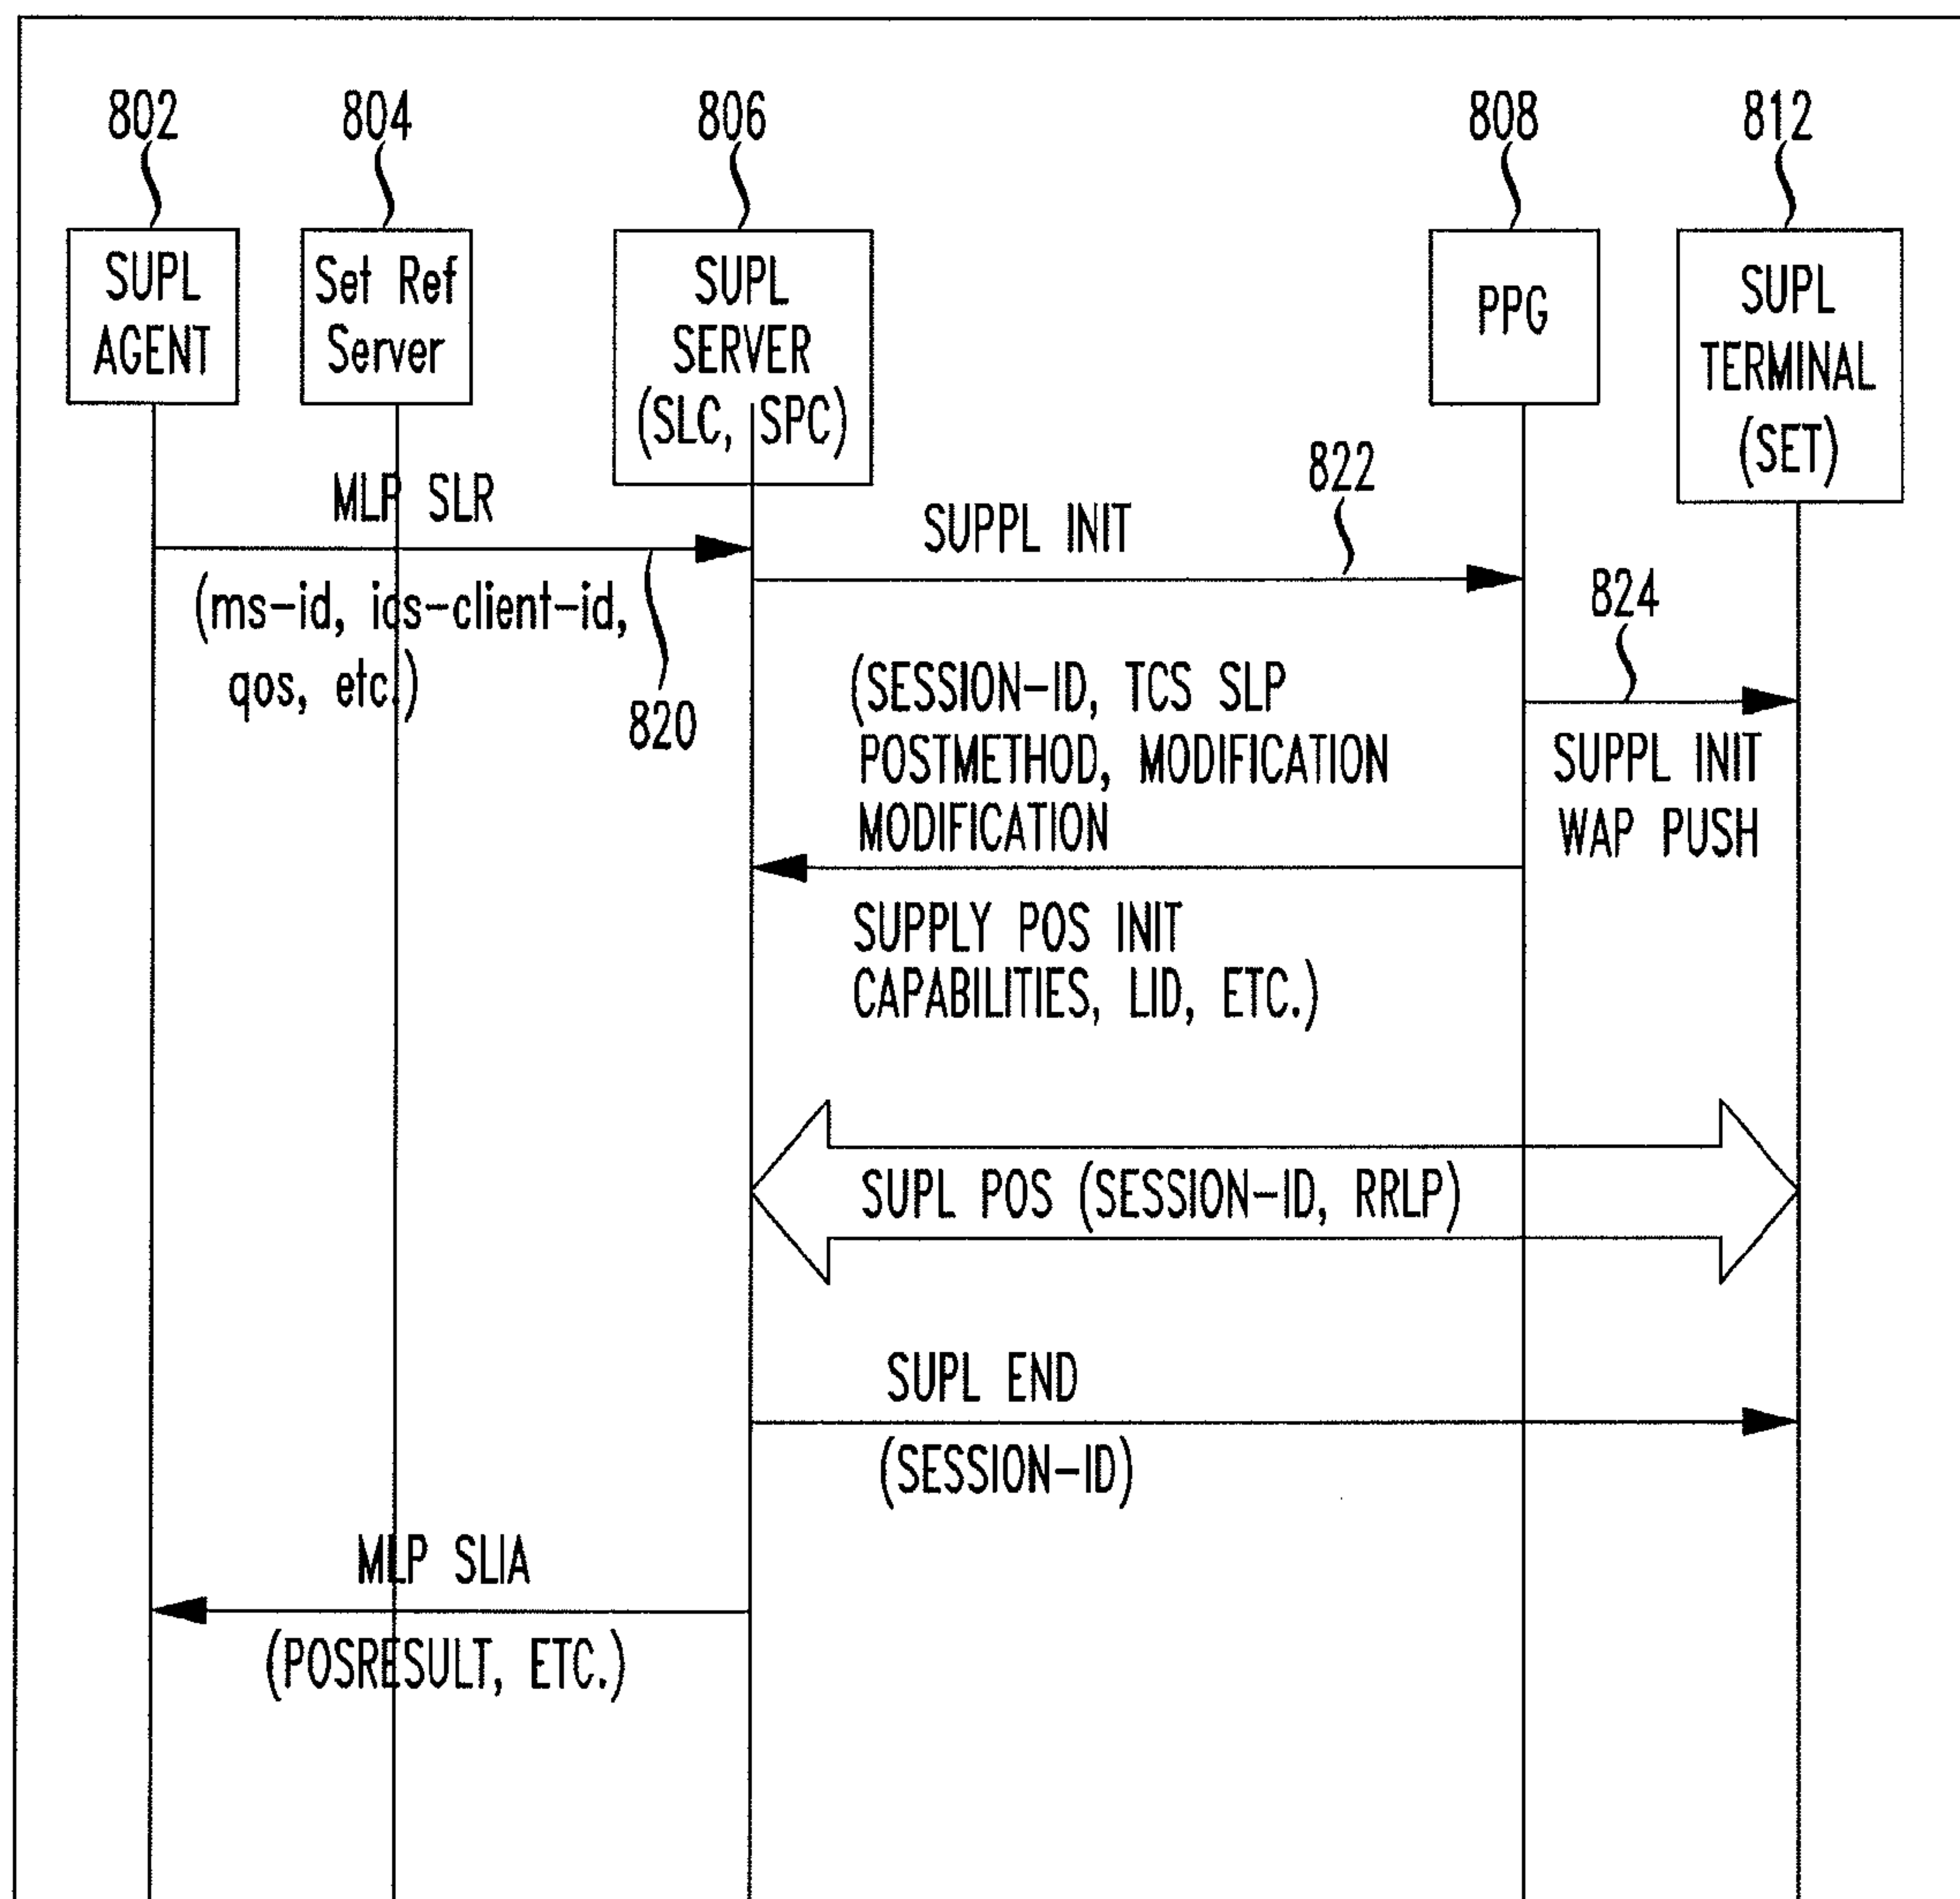 802
804
806
808
812
SUPL
AGENT
Set Ref
Server
SUPL
SERVER
(SLC, SPC)
PPG
SUPL
TERMINAL
(SET)
MLP SLR
(ms-id, ics-client-id,
qos, etc.)
820
SUPPL INIT
822
824
(SESSION-ID, TCS SLP
POSTMETHOD, MODIFICATION
MODIFICATION
SUPPL INIT
WAP PUSH
SUPPLY POS INIT
CAPABILITIES, LID, ETC.)
SUPL POS (SESSION-ID, RRLP)
SUPL END
(SESSION-ID)
MLP SLIA
(POSRESULT, ETC.)